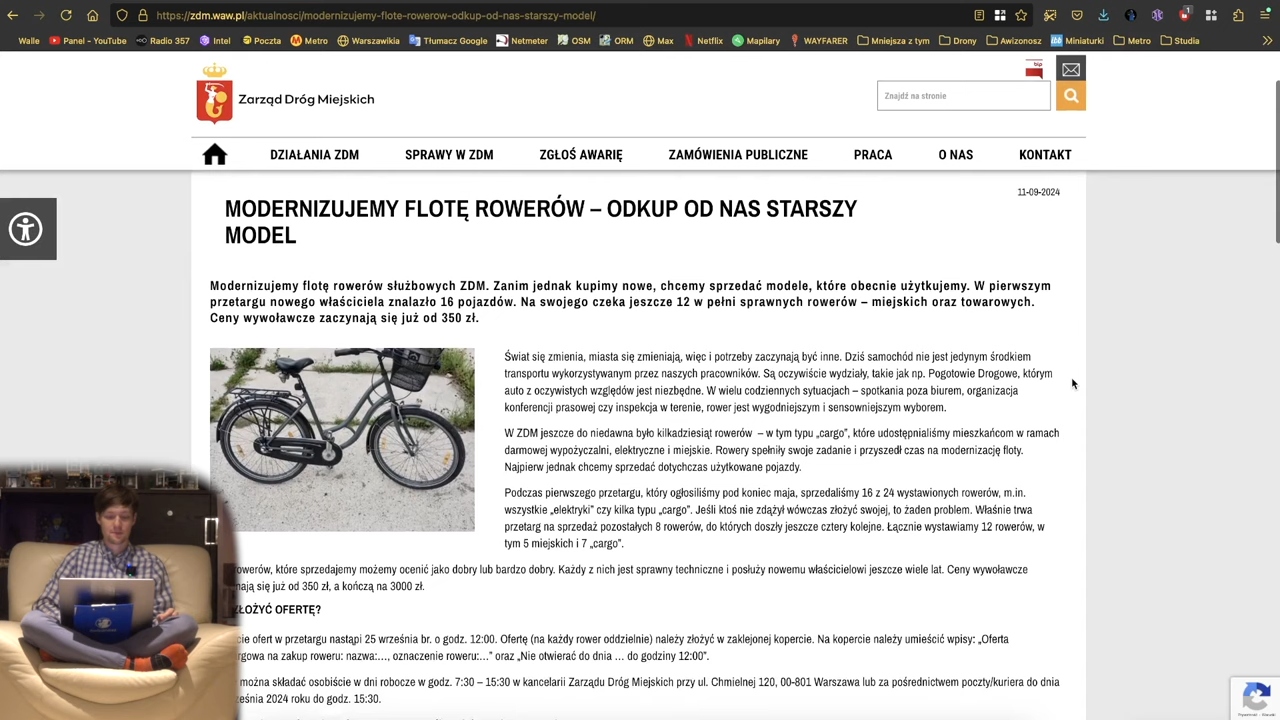 https://zdm.waw.pl/aktualnosci/modernizujemy-flote-rowerow-odkup-od-nas-starszy-model/
Walle Panel - YouTube Radio 357 Intel Poczta Metro Warszawikia Tłumacz Google Netmeter OSM ORM Max Netflix Mapilary WAYFARER Mniejsza z tym Drony Awizonosz Miniaturki Metro Studia
bip
Zarząd Dróg Miejskich
Znajdź na stronie
DZIAŁANIA ZDM SPRAWY W ZDM ZGŁOŚ AWARIĘ ZAMÓWIENIA PUBLICZNE PRACA O NAS KONTAKT
11-09-2024
MODERNIZUJEMY FLOTĘ ROWERÓW – ODKUP OD NAS STARSZY
MODEL
Modernizujemy flotę rowerów służbowych ZDM. Zanim jednak kupimy nowe, chcemy sprzedać modele, które obecnie użytkujemy. W pierwszym
przetargu nowego właściciela znalazło 16 pojazdów. Na swojego czeka jeszcze 12 w pełni sprawnych rowerów – miejskich oraz towarowych.
Ceny wywoławcze zaczynają się już od 350 zł.
Świat się zmienia, miasta się zmieniają, więc i potrzeby zaczynają być inne. Dziś samochód nie jest jedynym środkiem
transportu wykorzystywanym przez naszych pracowników. Są oczywiście wydziały, takie jak np. Pogotowie Drogowe, którym
auto z oczywistych względów jest niezbędne. W wielu codziennych sytuacjach – spotkania poza biurem, organizacja
konferencji prasowej czy inspekcja w terenie, rower jest wygodniejszym i sensowniejszym wyborem.
W ZDM jeszcze do niedawna było kilkadziesiąt rowerów – w tym typu „cargo”, które udostępnialiśmy mieszkańcom w ramach
darmowej wypożyczalni, elektryczne i miejskie. Rowery spełniły swoje zadanie i przyszedł czas na modernizację floty.
Najpierw jednak chcemy sprzedać dotychczas użytkowane pojazdy.
Podczas pierwszego przetargu, który ogłosiliśmy pod koniec maja, sprzedaliśmy 16 z 24 wystawionych rowerów, m.in.
wszystkie „elektryki” czy kilka typu „cargo”. Jeśli ktoś nie zdążył wówczas złożyć swojej, to żaden problem. Właśnie trwa
przetarg na sprzedaż pozostałych 8 rowerów, do których doszły jeszcze cztery kolejne. Łącznie wystawiamy 12 rowerów, w
tym 5 miejskich i 7 „cargo”.
rowerów, które sprzedajemy możemy ocenić jako dobry lub bardzo dobry. Każdy z nich jest sprawny techniczne i posłuży nowemu właścicielowi jeszcze wiele lat. Ceny wywoławcze
nają się już od 350 zł, a kończą na 3000 zł.
ZŁOŻYĆ OFERTĘ?
cie ofert w przetargu nastąpi 25 września br. o godz. 12:00. Ofertę (na każdy rower oddzielnie) należy złożyć w zaklejonej kopercie. Na kopercie należy umieścić wpisy: „Oferta
rgowa na zakup roweru: nazwa:…, oznaczenie roweru:…” oraz „Nie otwierać do dnia … do godziny 12:00”.
można składać osobiście w dni robocze w godz. 7:30 – 15:30 w kancelarii Zarządu Dróg Miejskich przy ul. Chmielnej 120, 00-801 Warszawa lub za pośrednictwem poczty/kuriera do dnia
ześnia 2024 roku do godz. 15:30.